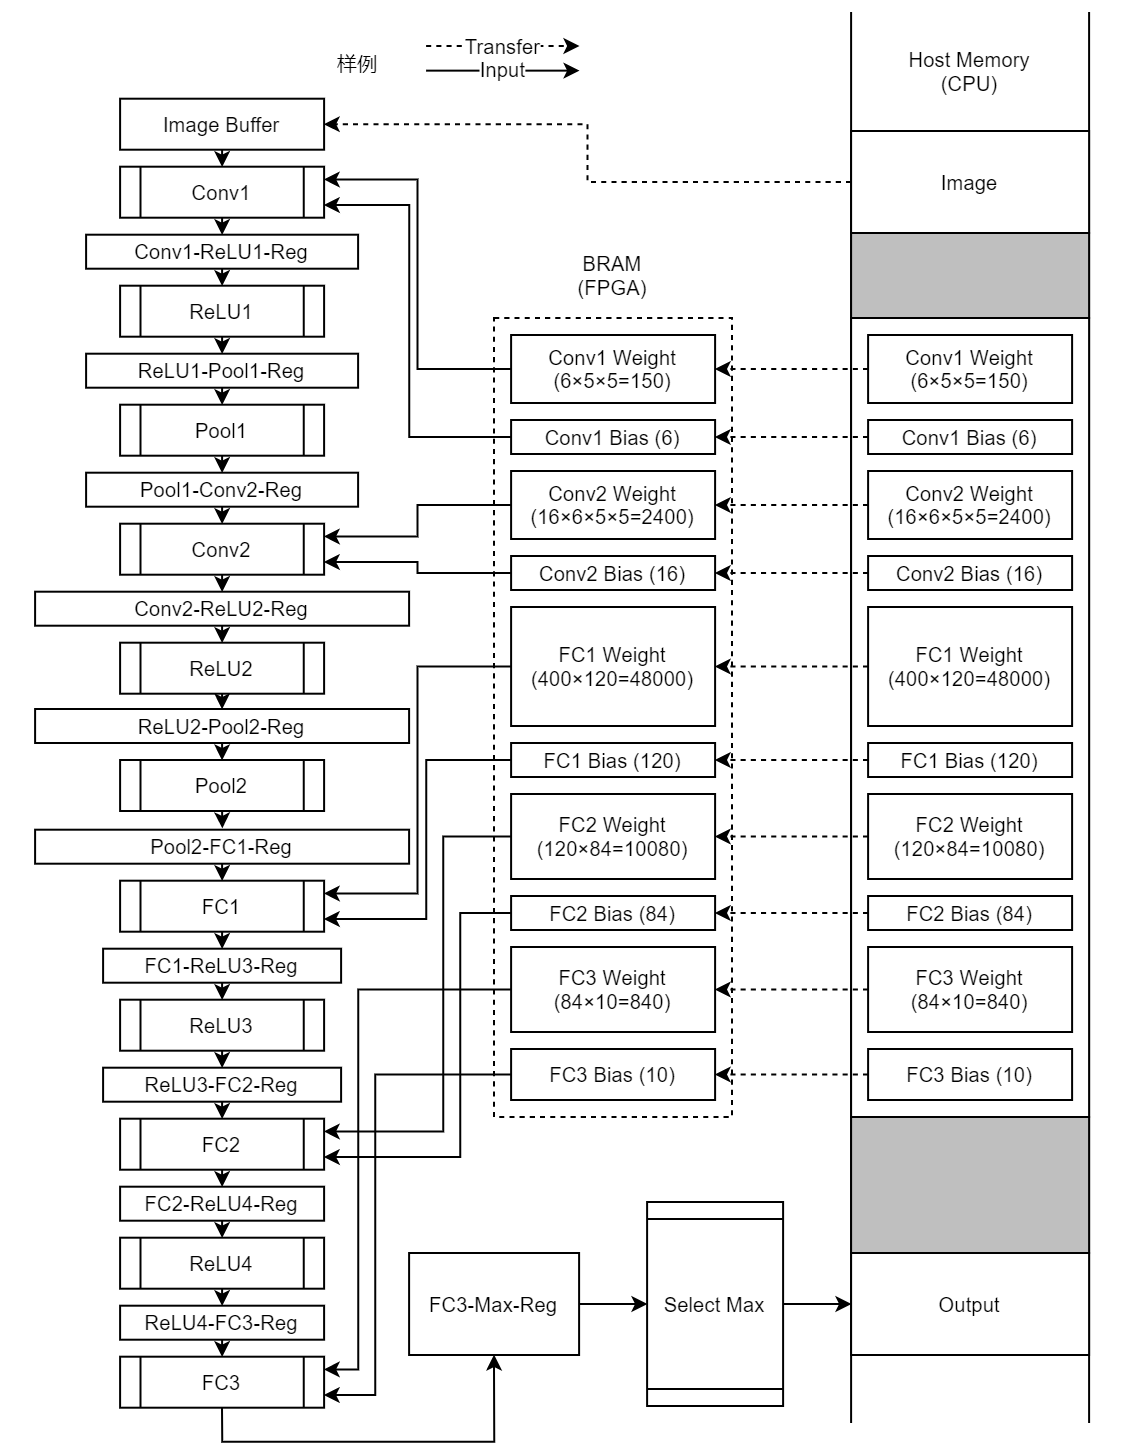 样例
Transfer
Input
Host Memory
(CPU)
Image Buffer
Image
Conv1
Conv1-ReLU1-Reg
ReLU1
ReLU1-Pool1-Reg
Pool1
Pool1-Conv2-Reg
Conv2
Conv2-ReLU2-Reg
ReLU2
ReLU2-Pool2-Reg
Pool2
Pool2-FC1-Reg
FC1
FC1-ReLU3-Reg
ReLU3
ReLU3-FC2-Reg
FC2
FC2-ReLU4-Reg
ReLU4
ReLU4-FC3-Reg
FC3
BRAM
(FPGA)
Conv1 Weight
(6×5×5=150)
Conv1 Bias (6)
Conv2 Weight
(16×6×5×5=2400)
Conv2 Bias (16)
FC1 Weight
(400×120=48000)
FC1 Bias (120)
FC2 Weight
(120×84=10080)
FC2 Bias (84)
FC3 Weight
(84×10=840)
FC3 Bias (10)
Conv1 Weight
(6×5×5=150)
Conv1 Bias (6)
Conv2 Weight
(16×6×5×5=2400)
Conv2 Bias (16)
FC1 Weight
(400×120=48000)
FC1 Bias (120)
FC2 Weight
(120×84=10080)
FC2 Bias (84)
FC3 Weight
(84×10=840)
FC3 Bias (10)
FC3-Max-Reg
Select Max
Output